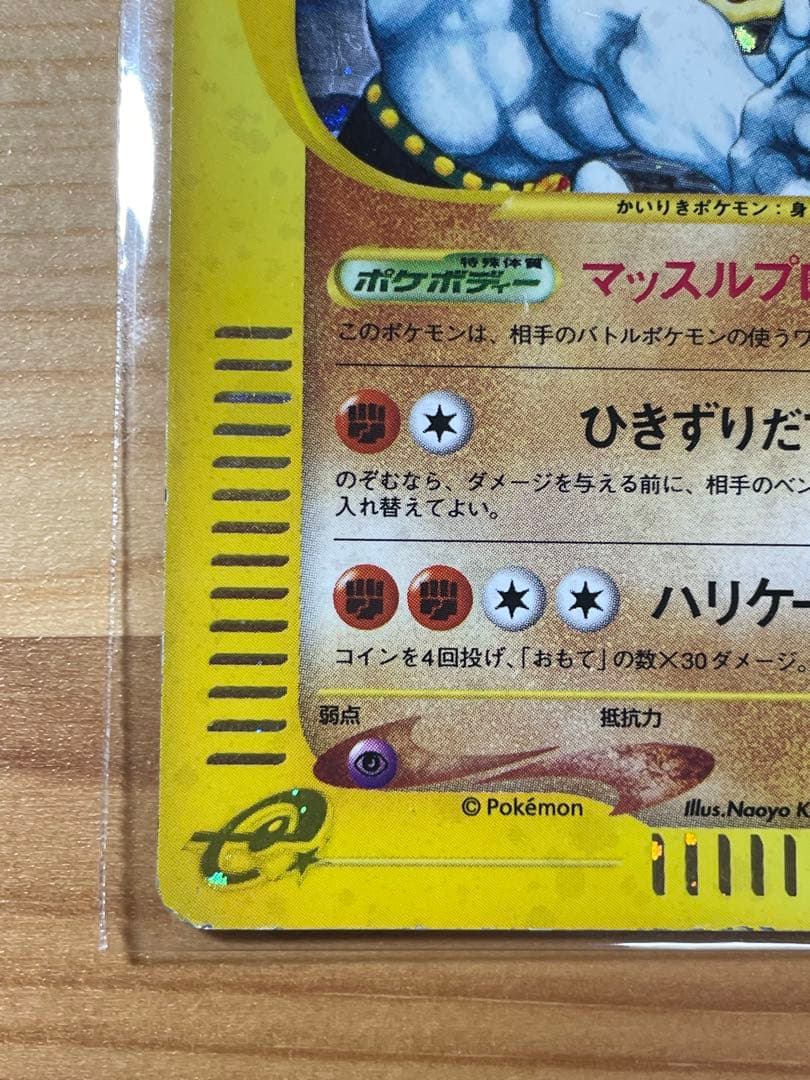 かいりきポケモン：身
特殊体質
ポケボディー
マッスルプロ
このポケモンは、相手のバトルポケモンの使うワ
ひきずりだ
のぞむなら、ダメージを与える前に、相手のベン
入れ替えてよい。
ハリケー
コインを4回投げ、「おもて」の数×30ダメージ。
弱点
抵抗力
© Pokémon
Illus.Naoyo K
e